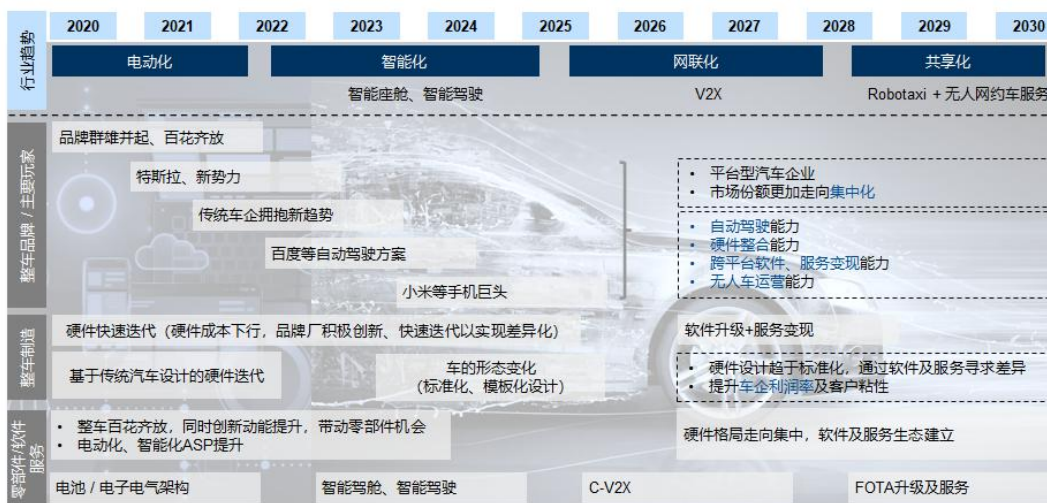 2020 2021 2022 2023 2024 2025 2026 2027 2028 2029 2030
行业趋势
电动化 智能化 网联化 共享化
智能座舱、智能驾驶 V2X Robotaxi + 无人网约车服务
整车品牌 / 主要玩家
品牌群雄并起、百花齐放
特斯拉、新势力
传统车企拥抱新趋势
百度等自动驾驶方案
小米等手机巨头
• 平台型汽车企业
• 市场份额更加走向集中化
• 自动驾驶能力
• 硬件整合能力
• 跨平台软件、服务变现能力
• 无人车运营能力
整车制造
硬件快速迭代（硬件成本下行，品牌厂积极创新、快速迭代以实现差异化）
软件升级+服务变现
基于传统汽车设计的硬件迭代
车的形态变化
（标准化、模板化设计）
• 硬件设计趋于标准化，通过软件及服务寻求差异
• 提升车企利润率及客户粘性
零部件/软件
服务
• 整车百花齐放，同时创新动能提升，带动零部件机会
• 电动化、智能化ASP提升
硬件格局走向集中，软件及服务生态建立
电池 / 电子电气架构 智能驾舱、智能驾驶 C-V2X FOTA升级及服务